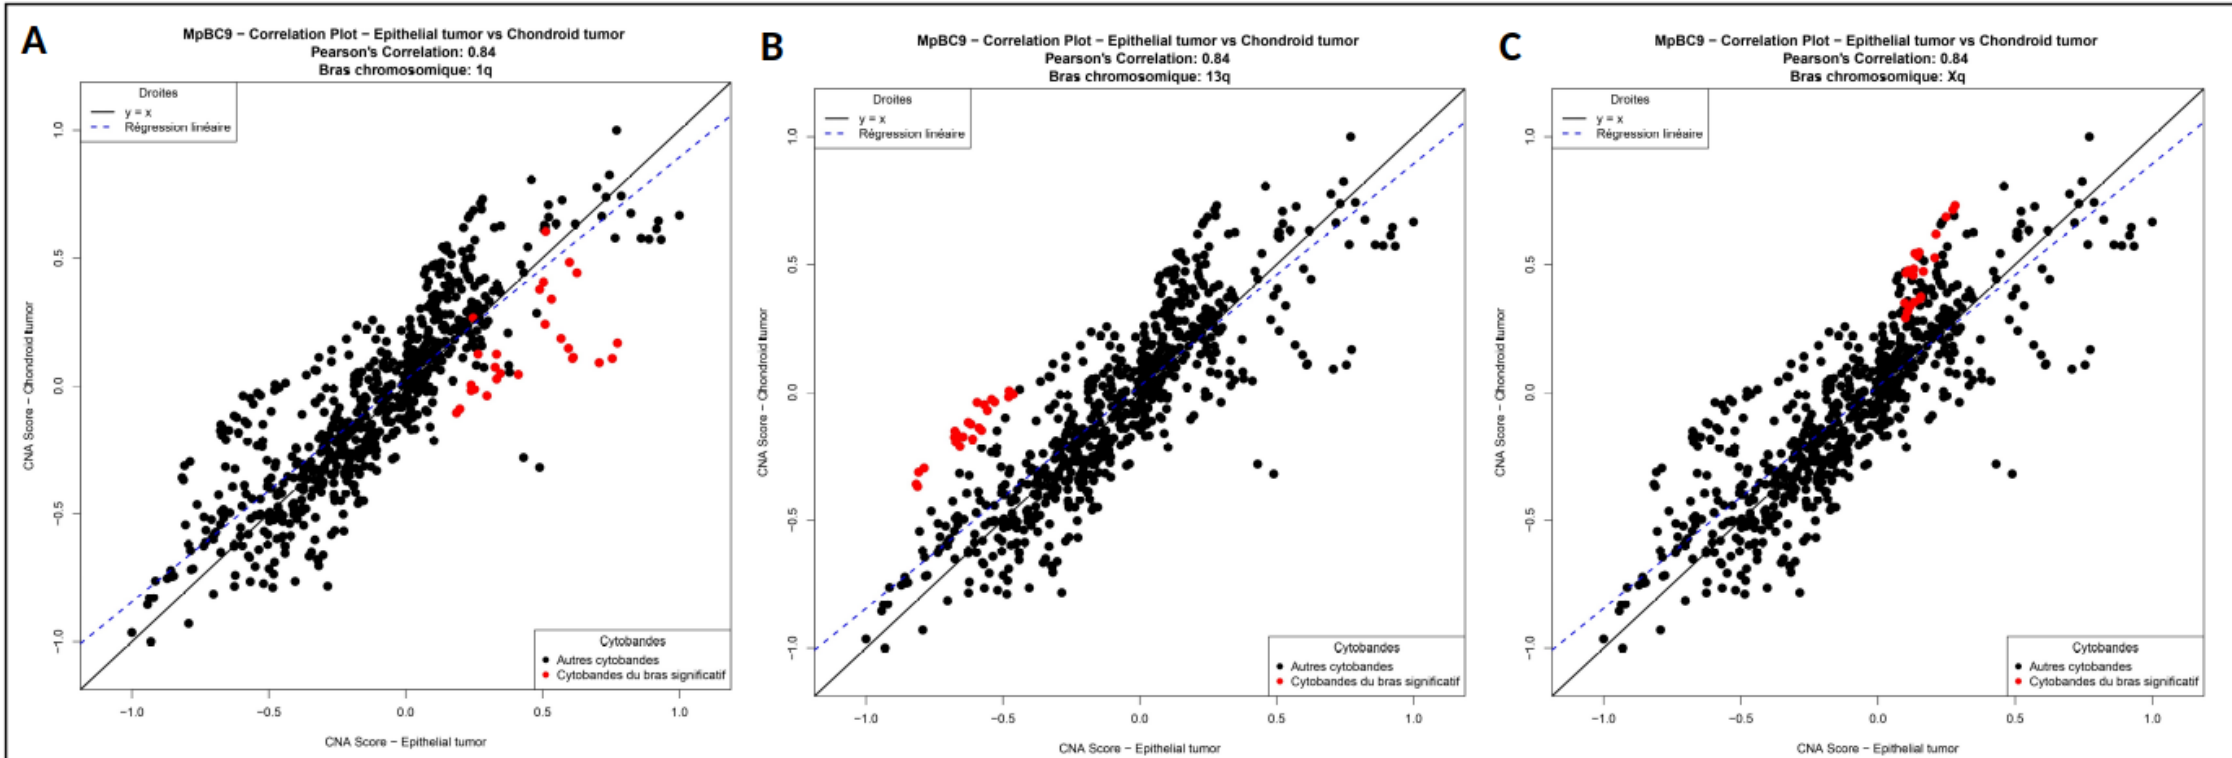 A
MpBC9 − Correlation Plot − Epithelial tumor vs Chondroid tumor
Pearson's Correlation: 0.84
Bras chromosomique: 1q
Droites
y = x
Régression linéaire
1.0
0.5
0.0
−0.5
−1.0
CNA Score − Chondroid tumor
Cytobandes
Autres cytobandes
Cytobandes du bras significatif
−1.0 −0.5 0.0 0.5 1.0
CNA Score − Epithelial tumor
B
MpBC9 − Correlation Plot − Epithelial tumor vs Chondroid tumor
Pearson's Correlation: 0.84
Bras chromosomique: 13q
Droites
y = x
Régression linéaire
1.0
0.5
0.0
−0.5
−1.0
CNA Score − Chondroid tumor
Cytobandes
Autres cytobandes
Cytobandes du bras significatif
−1.0 −0.5 0.0 0.5 1.0
CNA Score − Epithelial tumor
C
MpBC9 − Correlation Plot − Epithelial tumor vs Chondroid tumor
Pearson's Correlation: 0.84
Bras chromosomique: Xq
Droites
y = x
Régression linéaire
1.0
0.5
0.0
−0.5
−1.0
CNA Score − Chondroid tumor
Cytobandes
Autres cytobandes
Cytobandes du bras significatif
−1.0 −0.5 0.0 0.5 1.0
CNA Score − Epithelial tumor